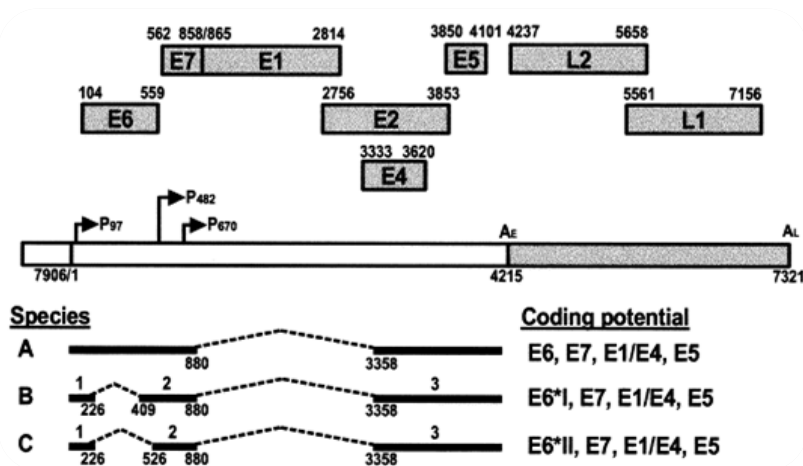 562 858/865 2814 3850 4101 4237 5658
E7 E1 E5 L2
104 559 2756 3853 5561 7156
E6 E2 L1
3333 3620
E4
P482
P97 P670 AE AL
7906/1 4215 7321
Species Coding potential
A 880 3358 E6, E7, E1/E4, E5
1 2 3
B 226 409 880 3358 E6*I, E7, E1/E4, E5
1 2 3
C 226 526 880 3358 E6*II, E7, E1/E4, E5